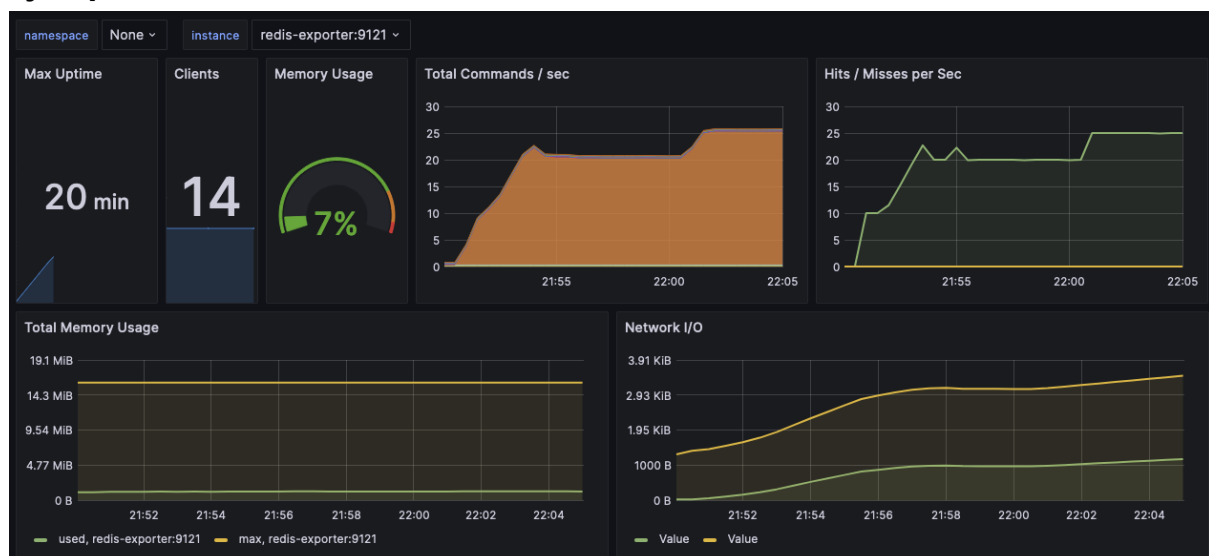 namespace None instance redis-exporter:9121
Max Uptime
20 min
Clients
14
Memory Usage
7%
Total Commands / sec
30
25
20
15
10
5
0
21:55 22:00 22:05
Hits / Misses per Sec
30
25
20
15
10
5
0
21:55 22:00 22:05
Total Memory Usage
19.1 MiB
14.3 MiB
9.54 MiB
4.77 MiB
0 B
21:52 21:54 21:56 21:58 22:00 22:02 22:04
used, redis-exporter:9121 max, redis-exporter:9121
Network I/O
3.91 KiB
2.93 KiB
1.95 KiB
1000 B
0 B
21:52 21:54 21:56 21:58 22:00 22:02 22:04
Value Value